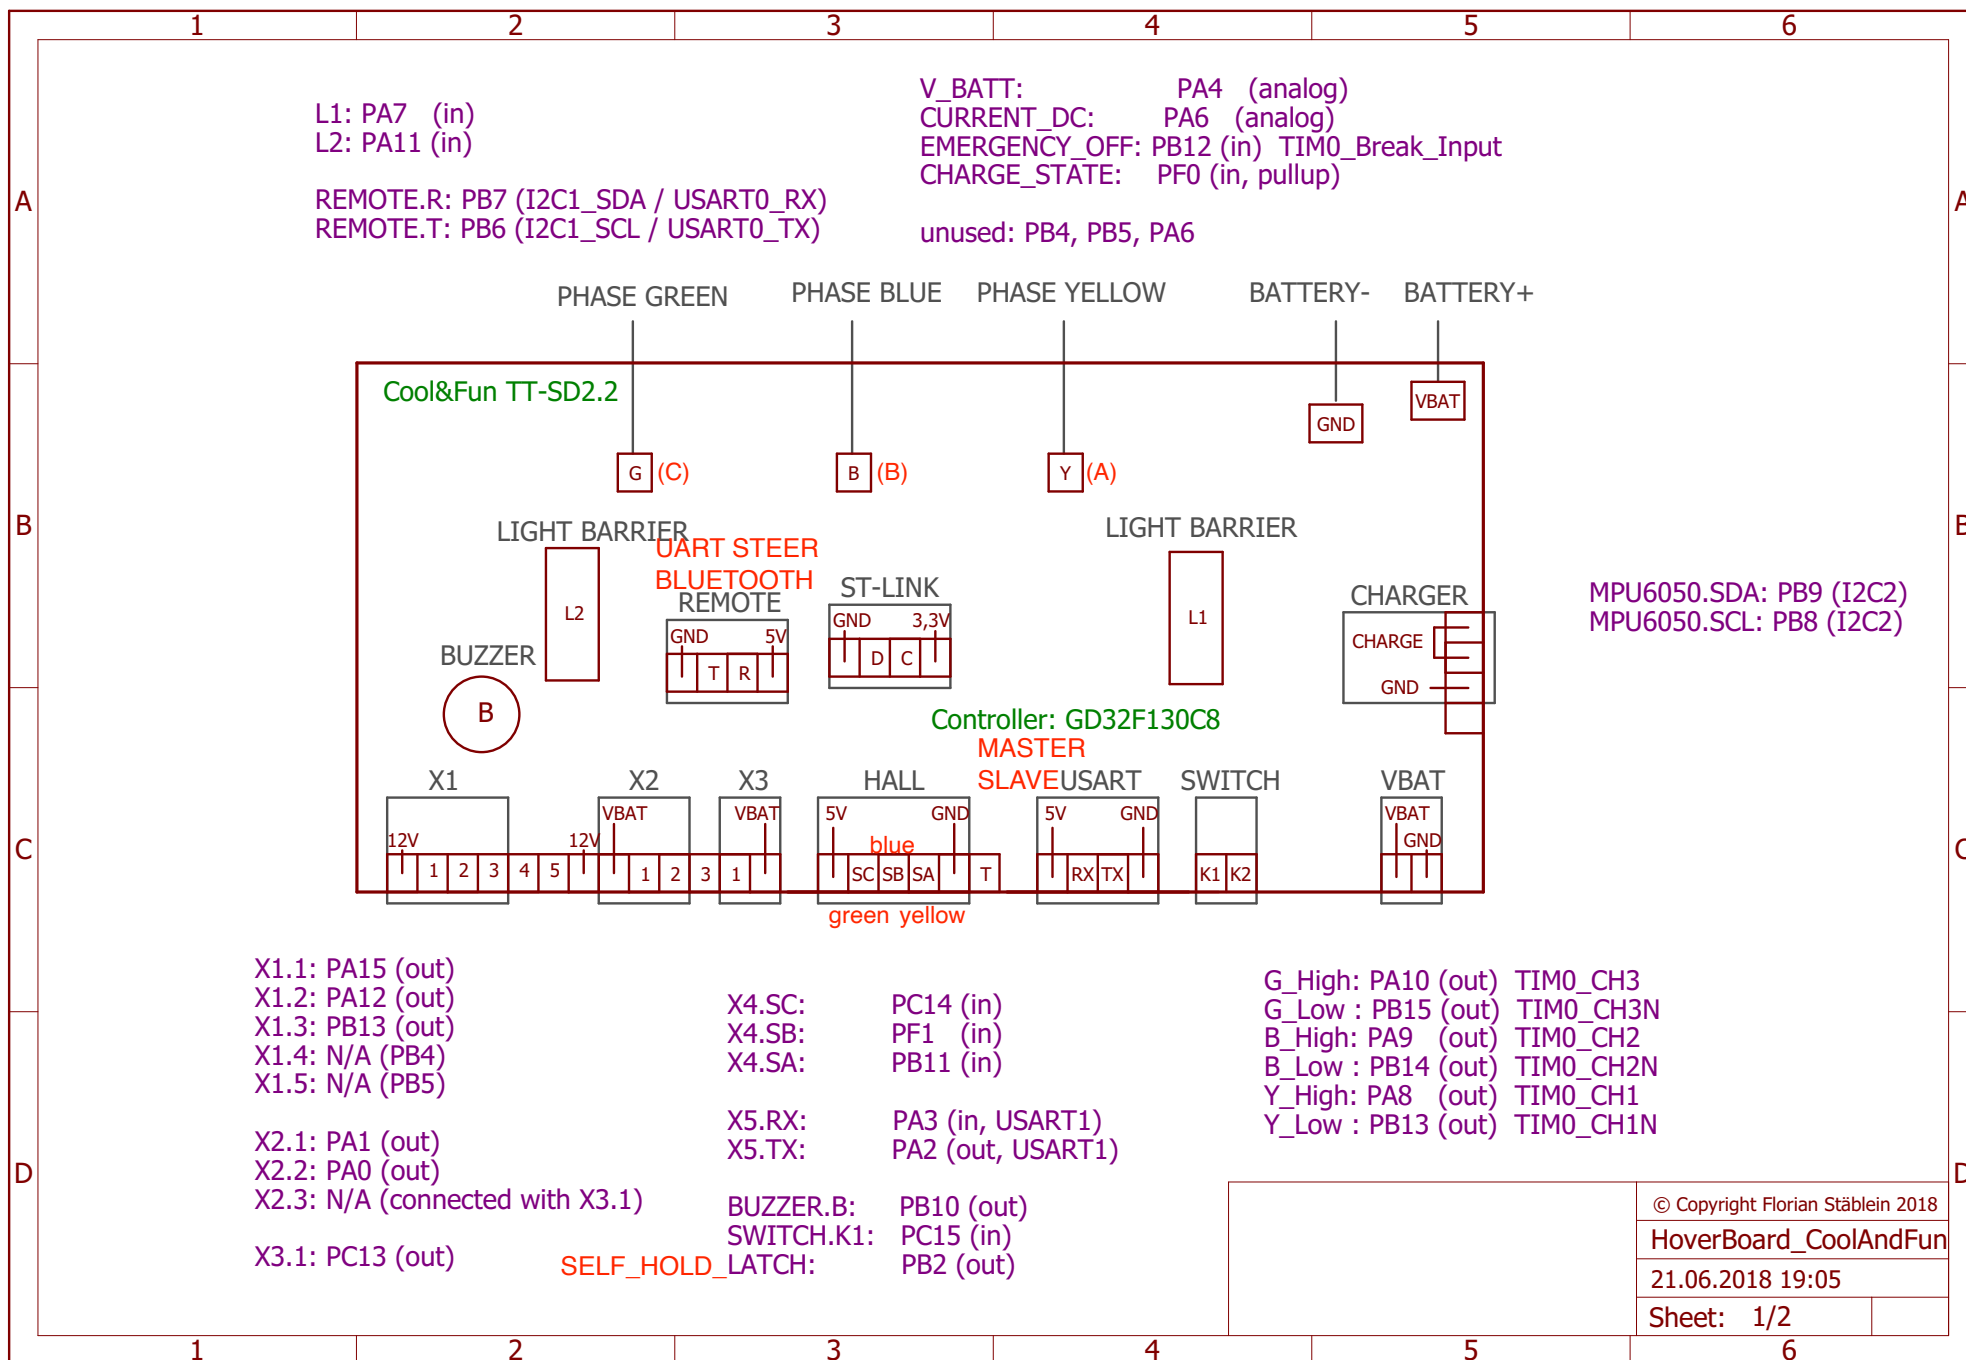 1 2 3 4 5 6
L1: PA7 (in)
L2: PA11 (in)
REMOTE.R: PB7 (I2C1_SDA / USART0_RX)
REMOTE.T: PB6 (I2C1_SCL / USART0_TX)
V_BATT: PA4 (analog)
CURRENT_DC: PA6 (analog)
EMERGENCY_OFF: PB12 (in) TIM0_Break_Input
CHARGE_STATE: PF0 (in, pullup)
unused: PB4, PB5, PA6
A A
PHASE GREEN PHASE BLUE PHASE YELLOW BATTERY- BATTERY+
Cool&Fun TT-SD2.2
VBAT
GND
G (C) B (B) Y (A)
B B
LIGHT BARRIER LIGHT BARRIER
UART STEER
BLUETOOTH
REMOTE
GND 5V
T R
ST-LINK
GND 3,3V
D C
L2
L1
CHARGER
CHARGE
GND
MPU6050.SDA: PB9 (I2C2)
MPU6050.SCL: PB8 (I2C2)
BUZZER
B
Controller: GD32F130C8
MASTER
SLAVE
X1 X2 X3 HALL USART SWITCH VBAT
12V 12V VBAT VBAT 5V GND 5V GND VBAT GND
blue
1 2 3 4 5 1 2 3 1 SC SB SA T RX TX K1 K2
green yellow
C C
X1.1: PA15 (out)
X1.2: PA12 (out)
X1.3: PB13 (out)
X1.4: N/A (PB4)
X1.5: N/A (PB5)
X2.1: PA1 (out)
X2.2: PA0 (out)
X2.3: N/A (connected with X3.1)
X3.1: PC13 (out)
X4.SC: PC14 (in)
X4.SB: PF1 (in)
X4.SA: PB11 (in)
X5.RX: PA3 (in, USART1)
X5.TX: PA2 (out, USART1)
BUZZER.B: PB10 (out)
SWITCH.K1: PC15 (in)
SELF_HOLD_LATCH: PB2 (out)
G_High: PA10 (out) TIM0_CH3
G_Low : PB15 (out) TIM0_CH3N
B_High: PA9 (out) TIM0_CH2
B_Low : PB14 (out) TIM0_CH2N
Y_High: PA8 (out) TIM0_CH1
Y_Low : PB13 (out) TIM0_CH1N
D D
© Copyright Florian Stäblein 2018
HoverBoard_CoolAndFun
21.06.2018 19:05
Sheet: 1/2
1 2 3 4 5 6